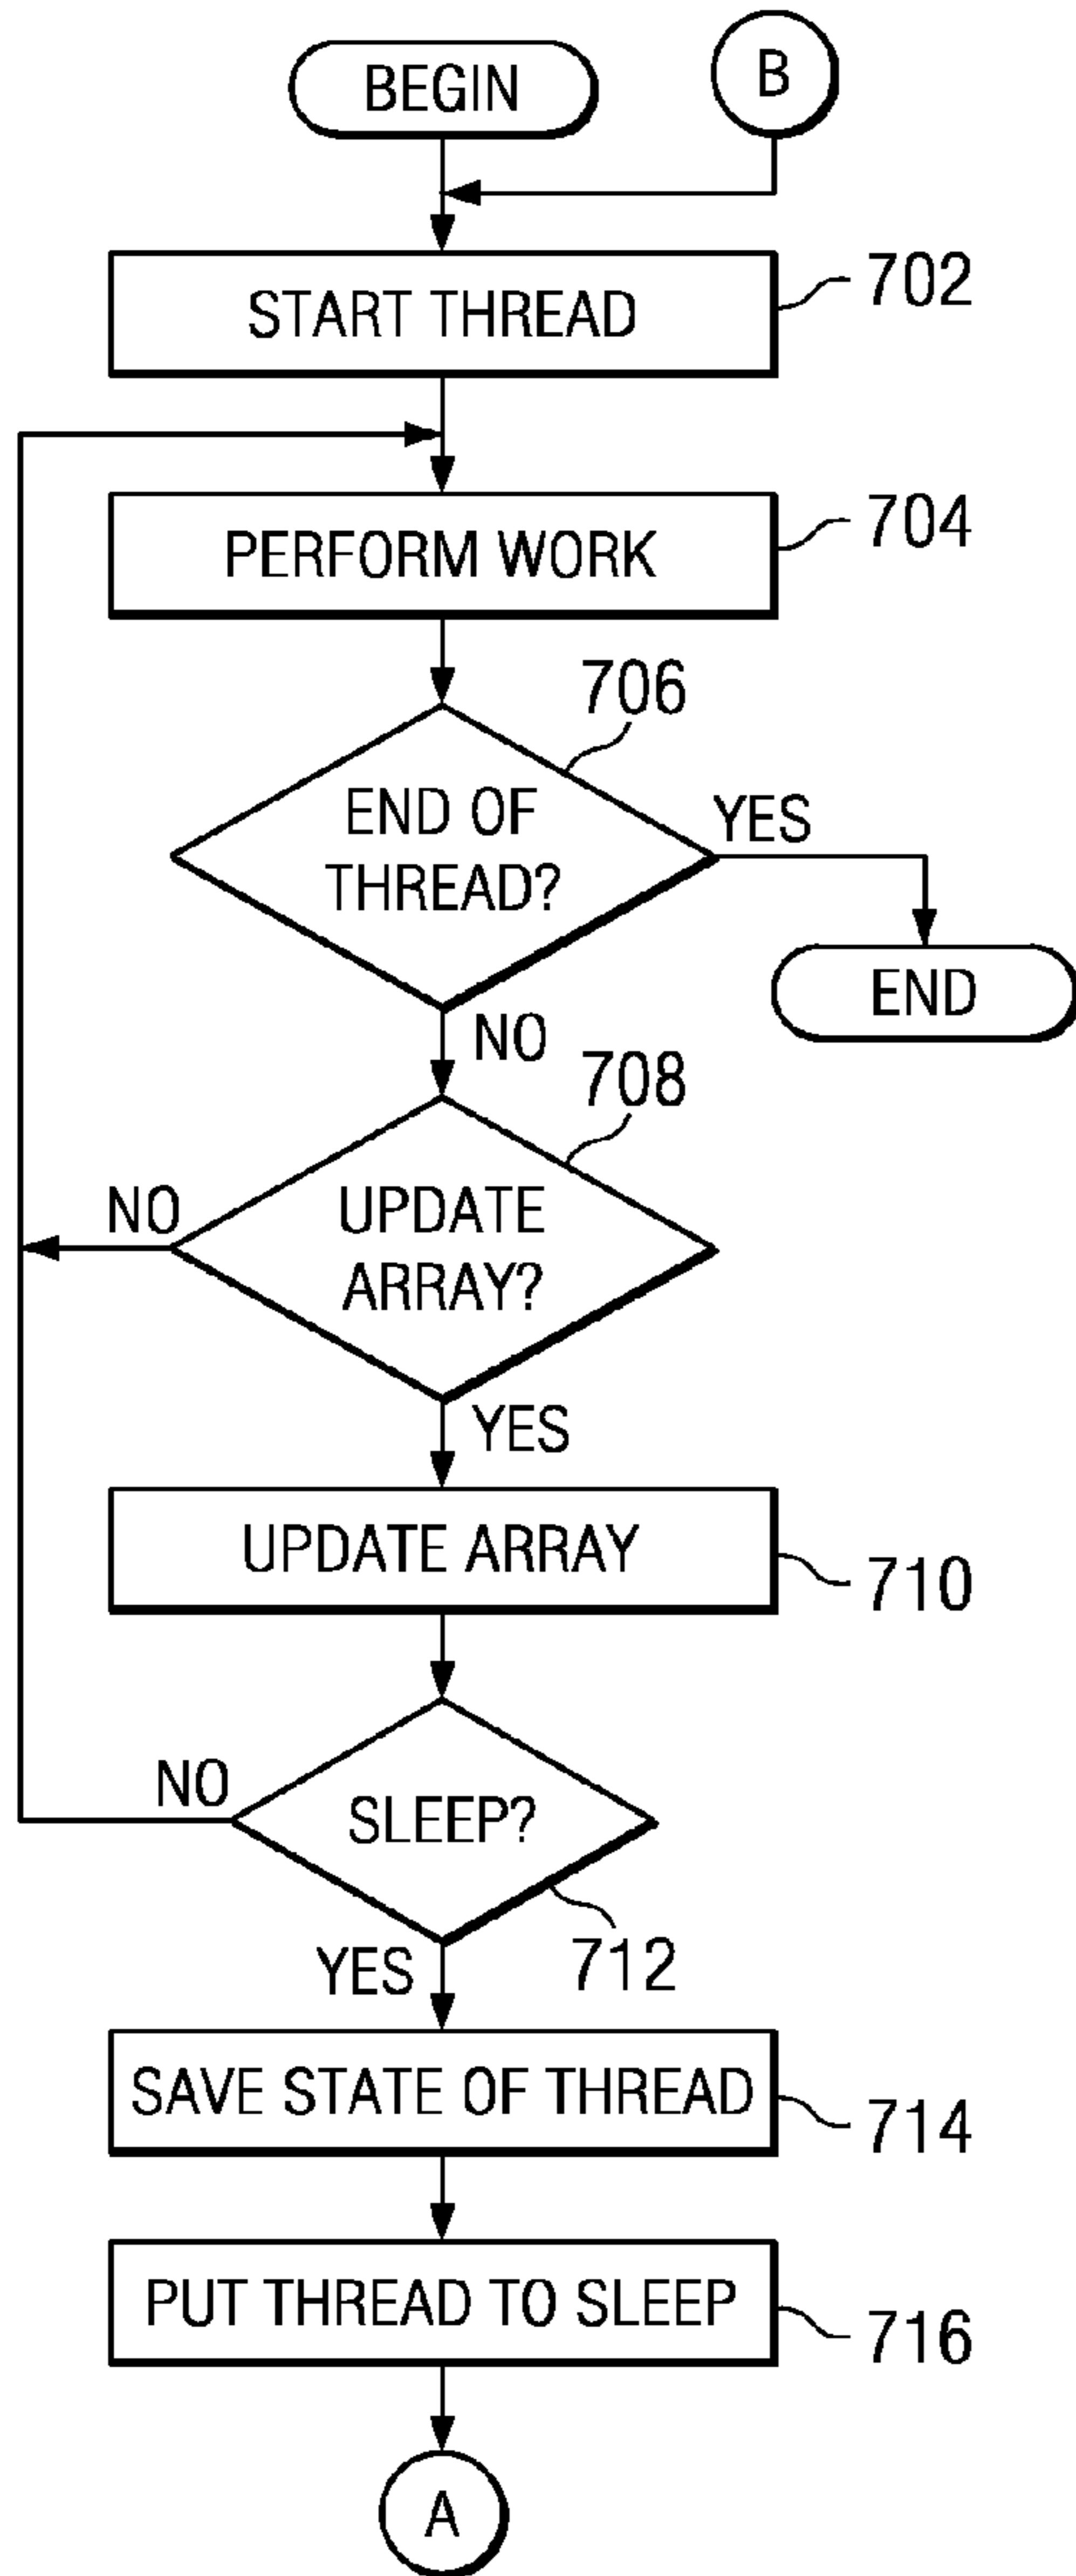 BEGIN
B
START THREAD
702
PERFORM WORK
704
706
END OF
THREAD?
YES
END
NO
708
NO
UPDATE
ARRAY?
YES
UPDATE ARRAY
710
NO
SLEEP?
YES
712
SAVE STATE OF THREAD
714
PUT THREAD TO SLEEP
716
A